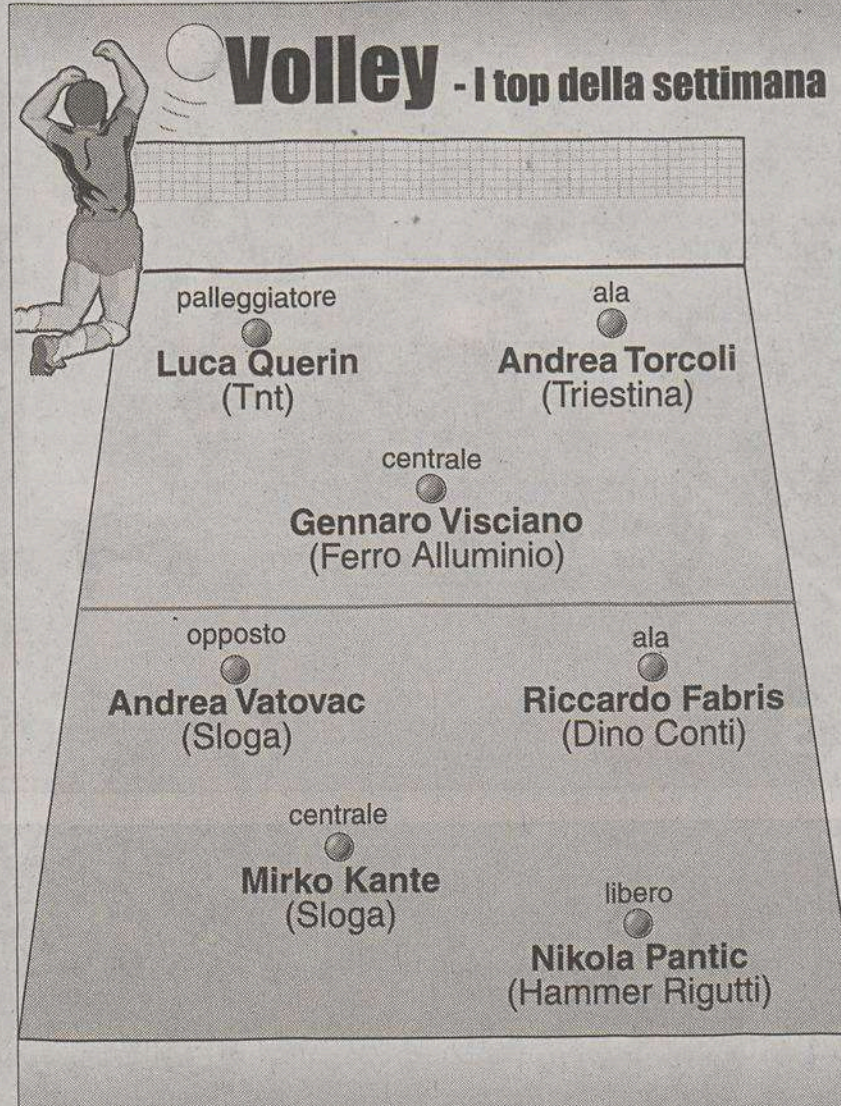 Volley - I top della settimana
palleggiatore
Luca Querin
(Tnt)
ala
Andrea Torcoli
(Triestina)
centrale
Gennaro Visciano
(Ferro Alluminio)
opposto
Andrea Vatovac
(Sloga)
ala
Riccardo Fabris
(Dino Conti)
centrale
Mirko Kante
(Sloga)
libero
Nikola Pantic
(Hammer Rigutti)